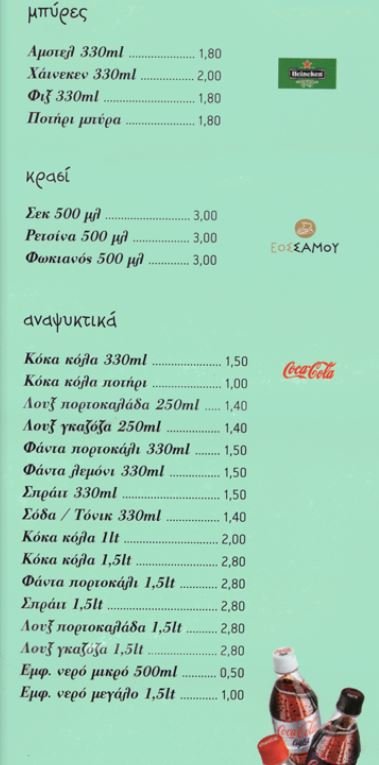 μπύρες
Αμστελ 330ml ................. 1,80
Χάινεκεν 330ml .............. 2,00
Φιξ 330ml ....................... 1,80
Ποτήρι μπύρα .................. 1,80
Heineken
κρασί
Σεκ 500 μλ ...................... 3,00
Ρετσίνα 500 μλ ............... 3,00
Φωκιανός 500 μλ ........... 3,00
ΕΟΣΣΑΜΟΥ
αναψυκτικά
Κόκα κόλα 330ml .................. 1,50
Coca-Cola
Κόκα κόλα ποτήρι .................. 1,00
Λουξ πορτοκαλάδα 250ml ..... 1,40
Λουξ γκαζόζα 250ml .............. 1,40
Φάντα πορτοκάλι 330ml ........ 1,50
Φάντα λεμόνι 330ml .............. 1,50
Σπράιτ 330ml ......................... 1,50
Σόδα / Τόνικ 330ml .............. 1,40
Κόκα κόλα 1lt ........................ 2,00
Κόκα κόλα 1,5lt ..................... 2,80
Φάντα πορτοκάλι 1,5lt ......... 2,80
Σπράιτ 1,5lt ........................... 2,80
Λουξ πορτοκαλάδα 1,5lt ....... 2,80
Λουξ γκαζόζα 1,5lt ................ 2,80
Εμφ. νερό μικρό 500ml .......... 0,50
Εμφ. νερό μεγάλο 1,5lt .......... 1,00
Coca-Cola
Light